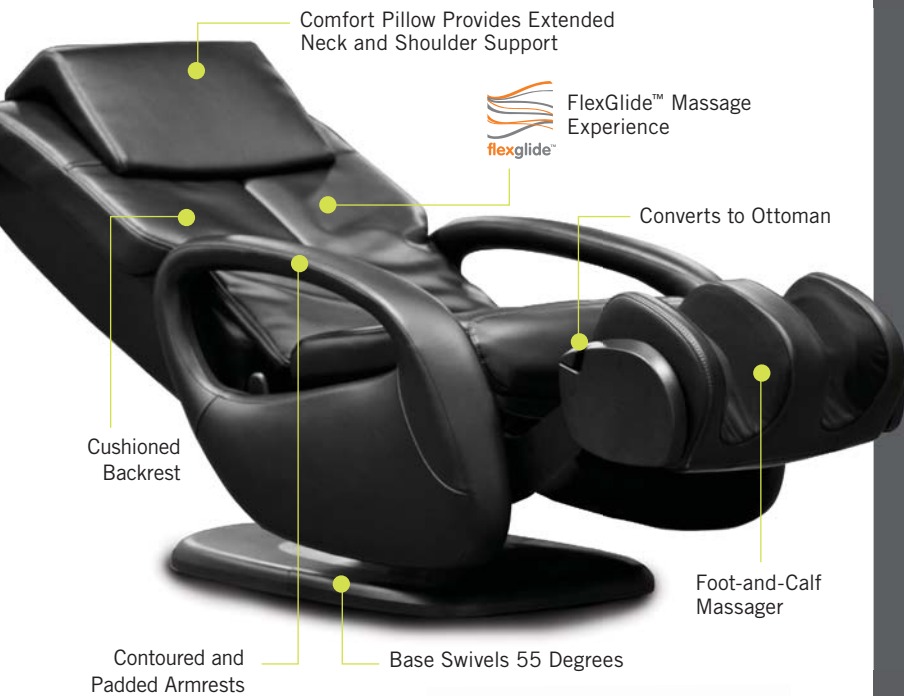 Comfort Pillow Provides Extended
Neck and Shoulder Support
FlexGlide™ Massage
Experience
flexglide™
Converts to Ottoman
Cushioned
Backrest
Foot-and-Calf
Massager
Contoured and
Padded Armrests
Base Swivels 55 Degrees